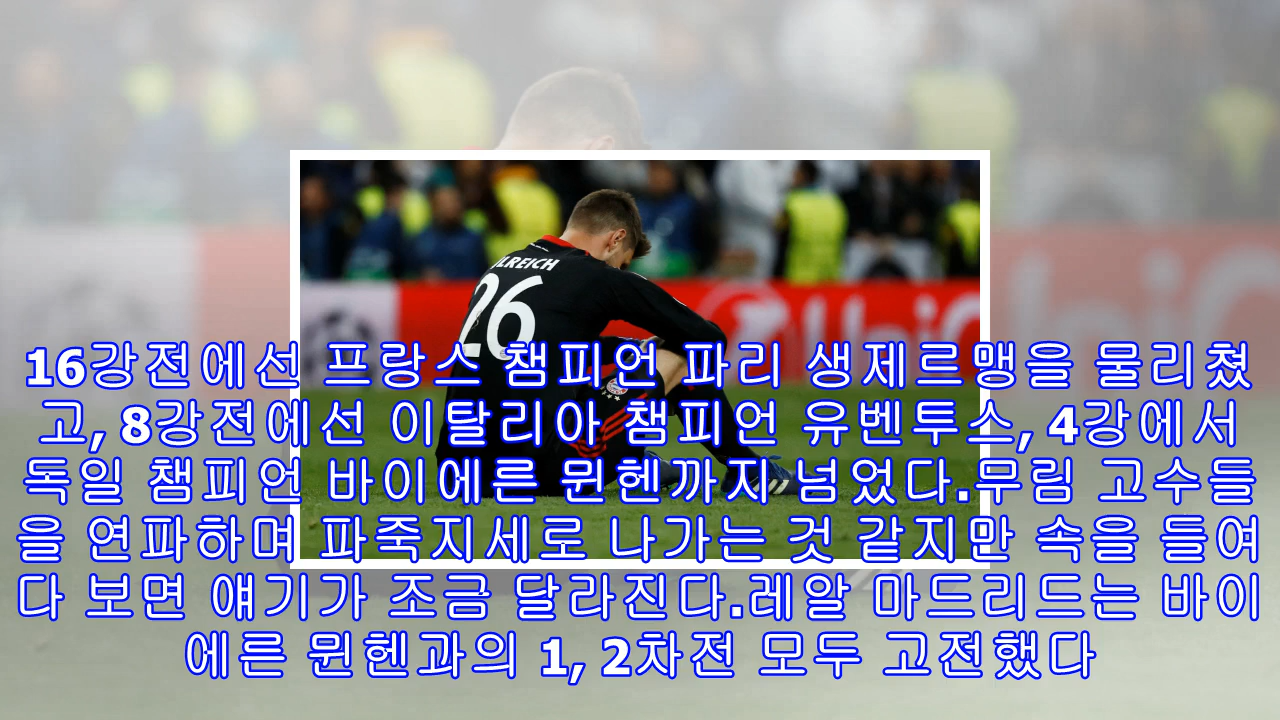 LREICH
26
16강전에선 프랑스 챔피언 파리 생제르맹을 물리쳤
고, 8강전에선 이탈리아 챔피언 유벤투스, 4강에서
독일 챔피언 바이에른 뮌헨까지 넘었다.무림 고수들
을 연파하며 파죽지세로 나가는 것 같지만 속을 들여
다 보면 얘기가 조금 달라진다.레알 마드리드는 바이
에른 뮌헨과의 1, 2차전 모두 고전했다